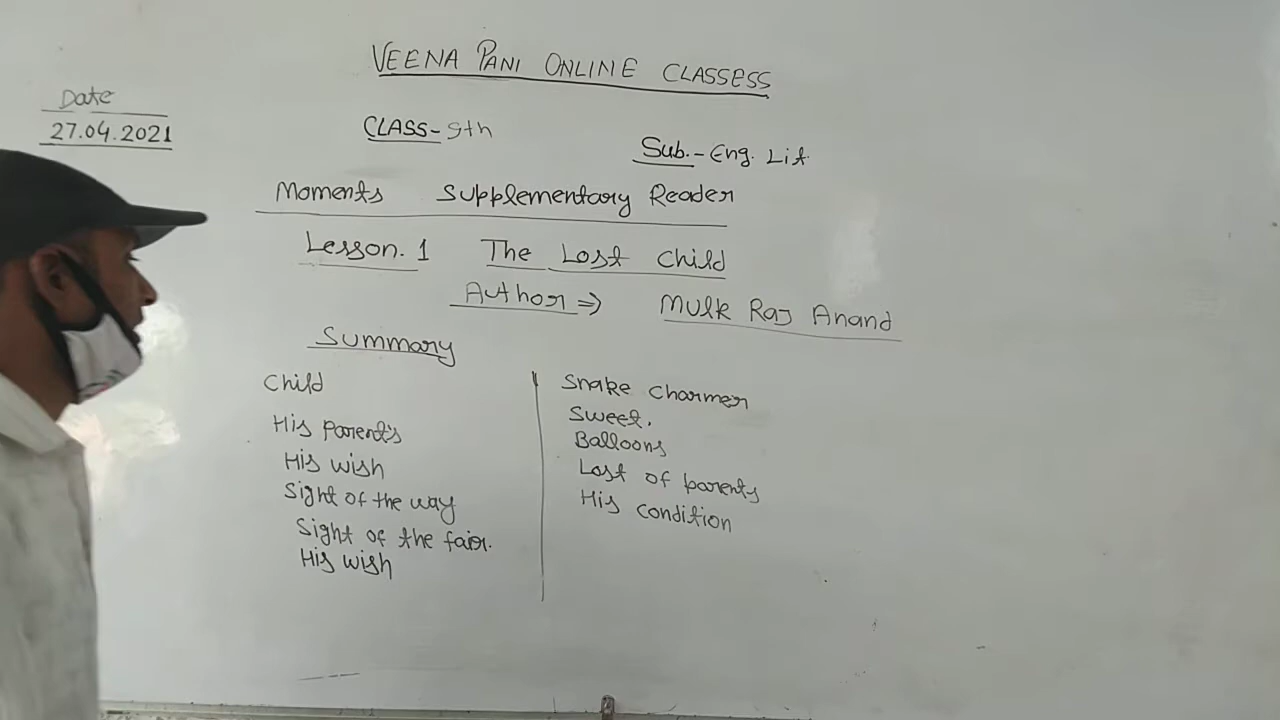 VEENA PANI ONLINE CLASSESS
Date
27.04.2021
CLASS-9th
Sub.-Eng. Lit
Moments Supplementary Reader
Lesson. 1 The Lost Child
Author⇒ Mulk Raj Anand
Summary
Child
His Parent's
His wish
Sight of the way
Sight of the fair.
His wish
Snake Charmer
Sweet.
Balloons
Lost of parents
His condition